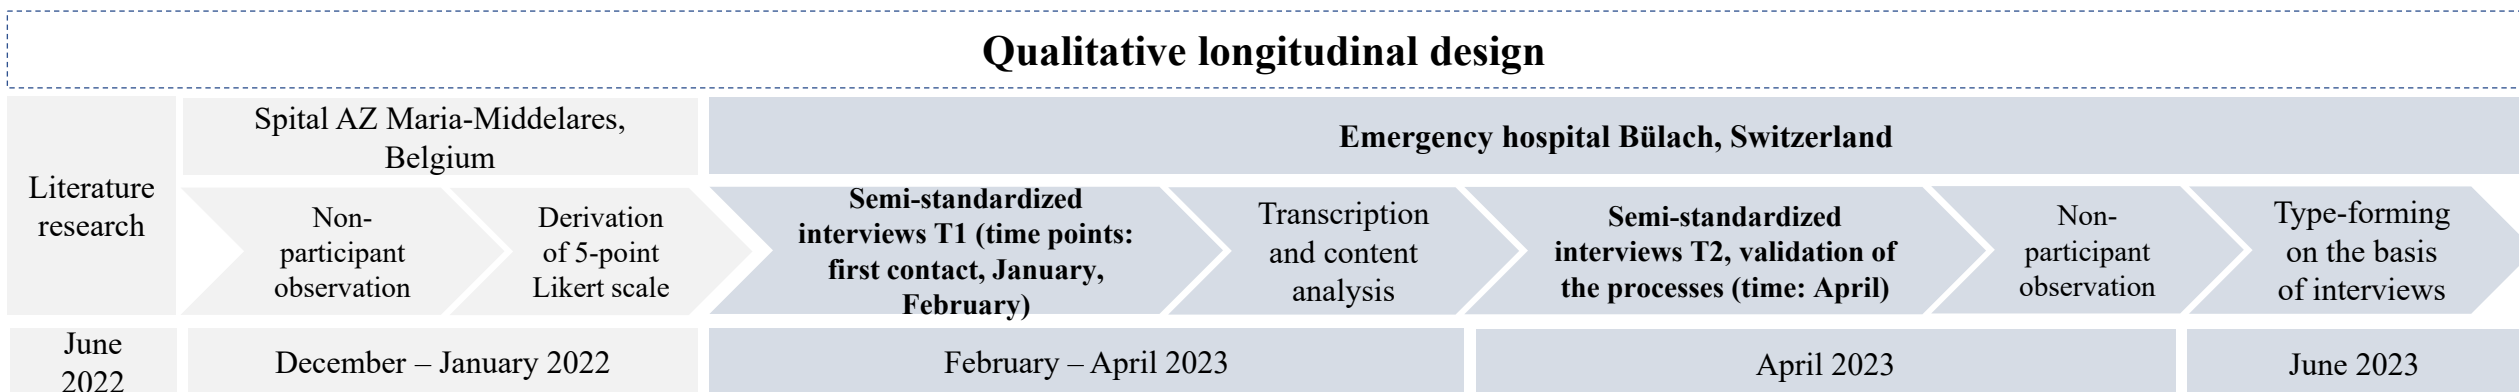 Qualitative longitudinal design
Literature
research
Spital AZ Maria-Middelares,
Belgium
Emergency hospital Bülach, Switzerland
Non-
participant
observation
Derivation
of 5-point
Likert scale
Semi-standardized
interviews T1 (time points:
first contact, January,
February)
Transcription
and content
analysis
Semi-standardized
interviews T2, validation of
the processes (time: April)
Non-
participant
observation
Type-forming
on the basis
of interviews
June
2022
December – January 2022
February – April 2023
April 2023
June 2023